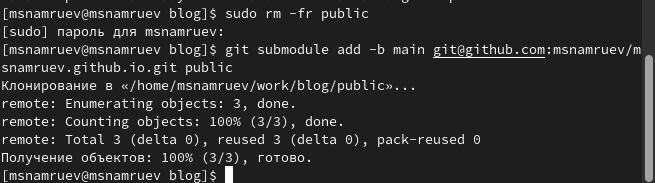 [msnamruev@msnamruev blog]$ sudo rm -fr public
[sudo] пароль для msnamruev:
[msnamruev@msnamruev blog]$ git submodule add -b main git@github.com:msnamruev/m
snamruev.github.io.git public
Клонирование в «/home/msnamruev/work/blog/public»...
remote: Enumerating objects: 3, done.
remote: Counting objects: 100% (3/3), done.
remote: Total 3 (delta 0), reused 3 (delta 0), pack-reused 0
Получение объектов: 100% (3/3), готово.
[msnamruev@msnamruev blog]$